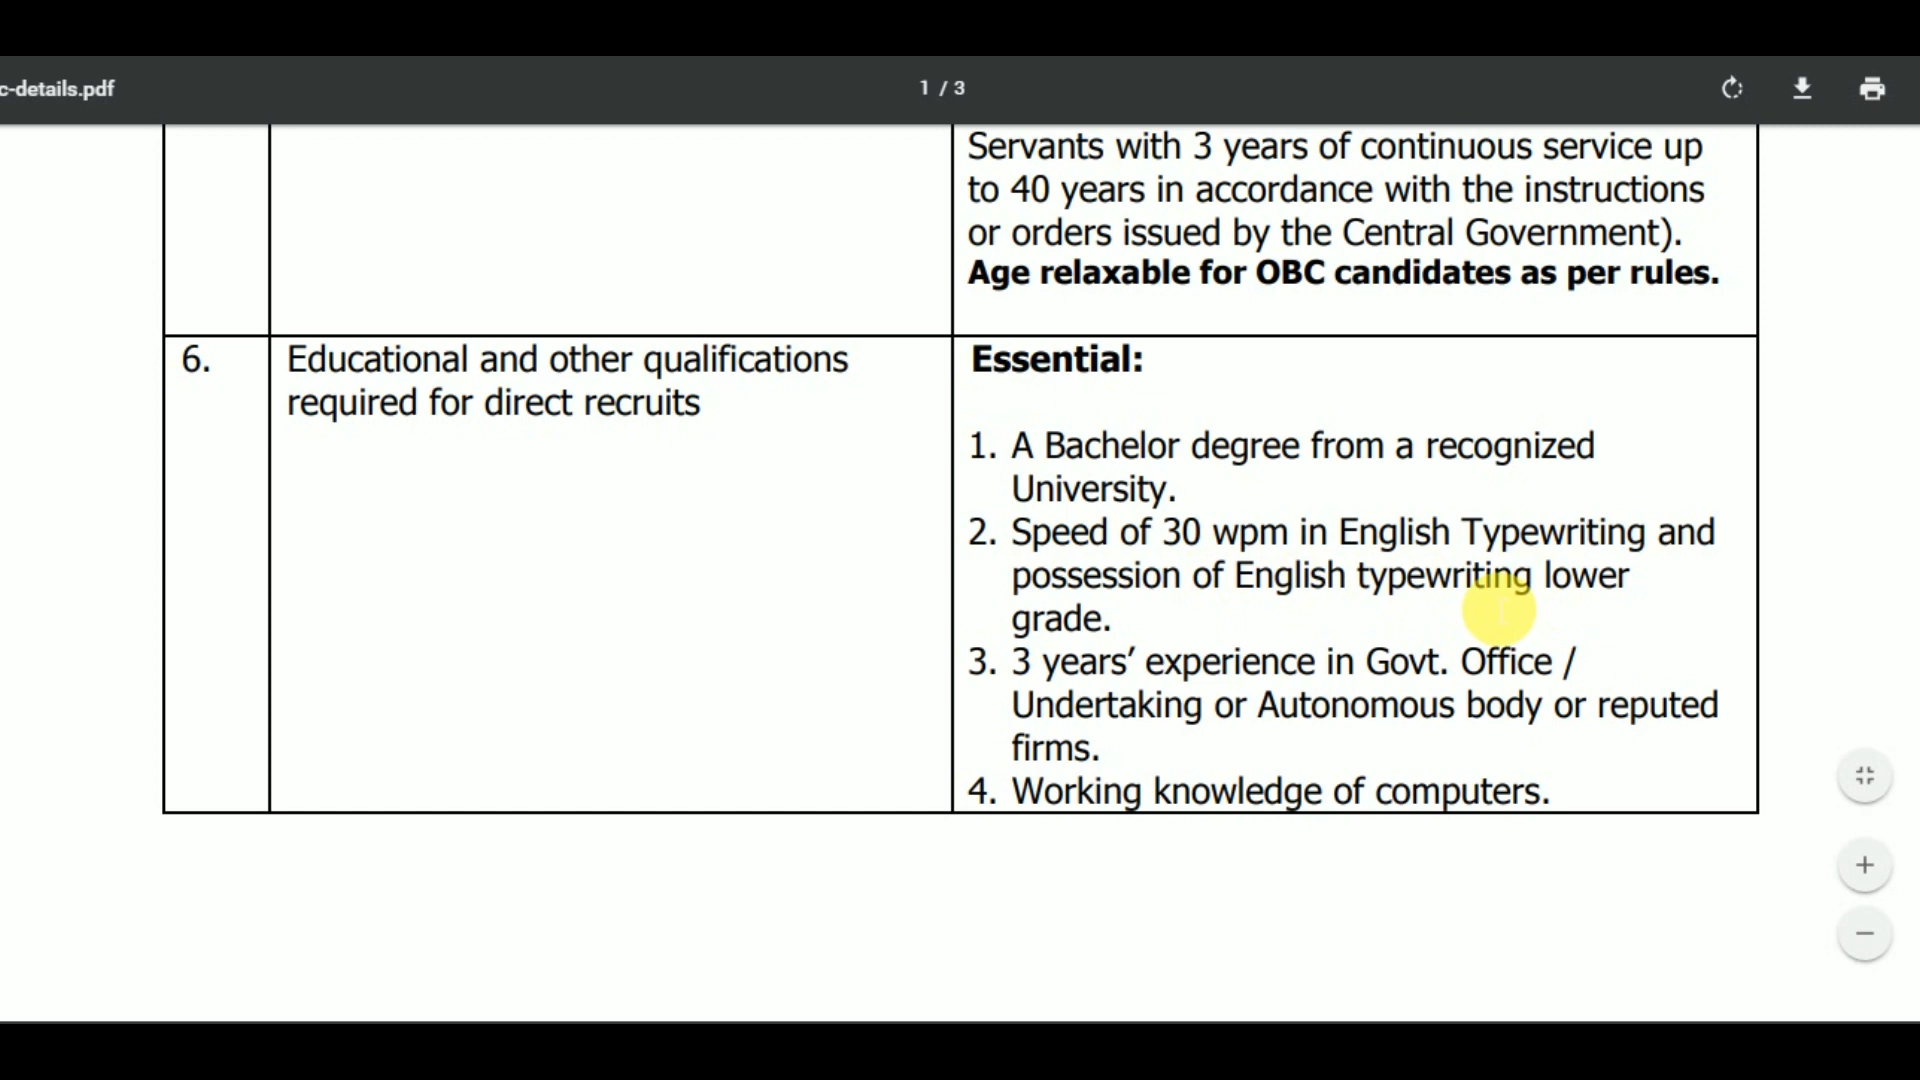 c-details.pdf
1 / 3
Servants with 3 years of continuous service up
to 40 years in accordance with the instructions
or orders issued by the Central Government).
Age relaxable for OBC candidates as per rules.
6.
Educational and other qualifications
required for direct recruits
Essential:
1. A Bachelor degree from a recognized
University.
2. Speed of 30 wpm in English Typewriting and
possession of English typewriting lower
grade.
3. 3 years’ experience in Govt. Office /
Undertaking or Autonomous body or reputed
firms.
4. Working knowledge of computers.